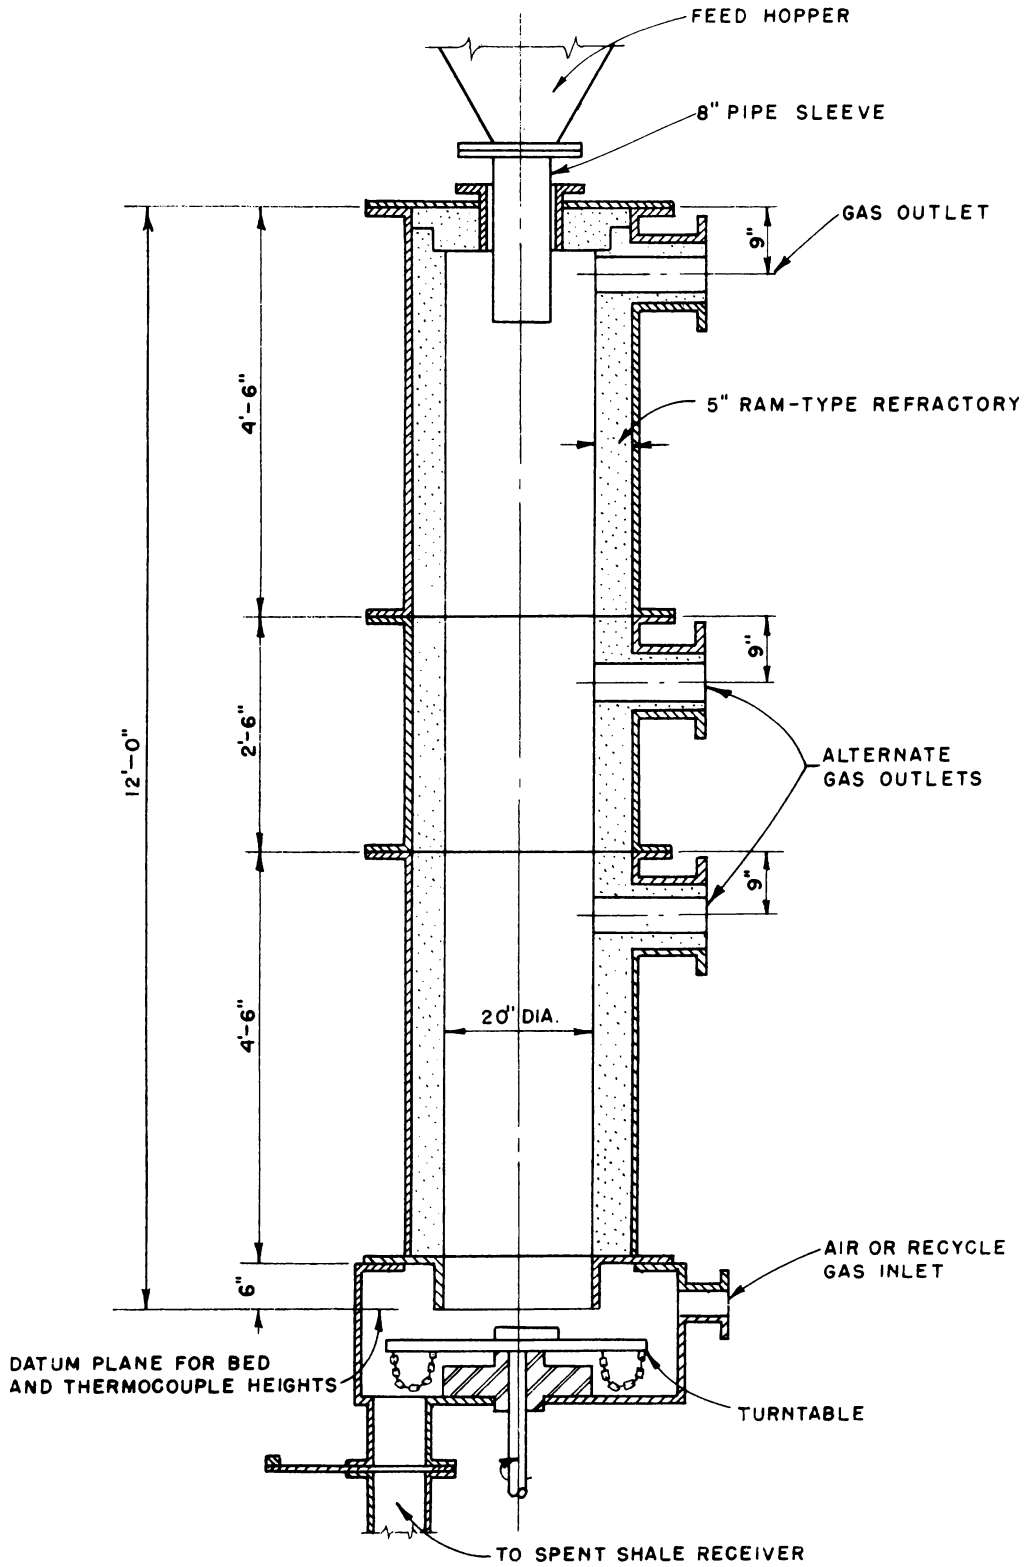 FEED HOPPER
8" PIPE SLEEVE
GAS OUTLET
9"
4'-6"
5" RAM-TYPE REFRACTORY
9"
2'-6"
12'-0"
ALTERNATE
GAS OUTLETS
9"
4'-6"
20" DIA.
AIR OR RECYCLE
GAS INLET
6"
DATUM PLANE FOR BED
AND THERMOCOUPLE HEIGHTS
TURNTABLE
TO SPENT SHALE RECEIVER